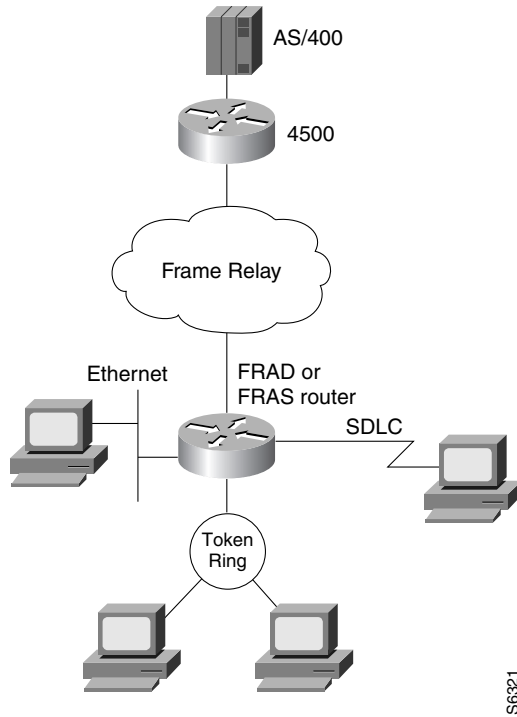 AS/400
4500
Frame Relay
Ethernet
FRAD or
FRAS router
SDLC
Token
Ring
S6321